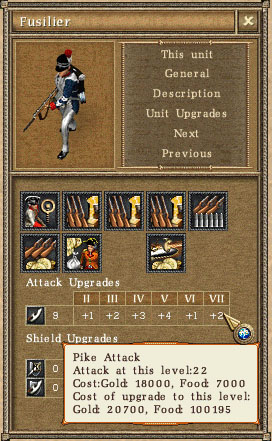 Fusilier
This unit
General
Description
Unit Upgrades
Next
Previous
Attack Upgrades
II III IV V VI VII
9 +1 +2 +3 +4 +1 +2
Shield Upgrades
0
0
Pike Attack
Attack at this level:22
Cost:Gold: 18000, Food: 7000
Cost of upgrade to this level:
Gold: 20700, Food: 100195